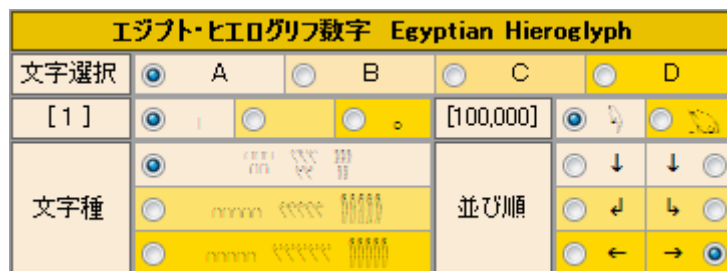 エジプト・ヒエログリフ数字 Egyptian Hieroglyph
文字選択 A B C D
[1] [100,000]
↓ ↓
文字種 並び順 ↲ ↳
← →